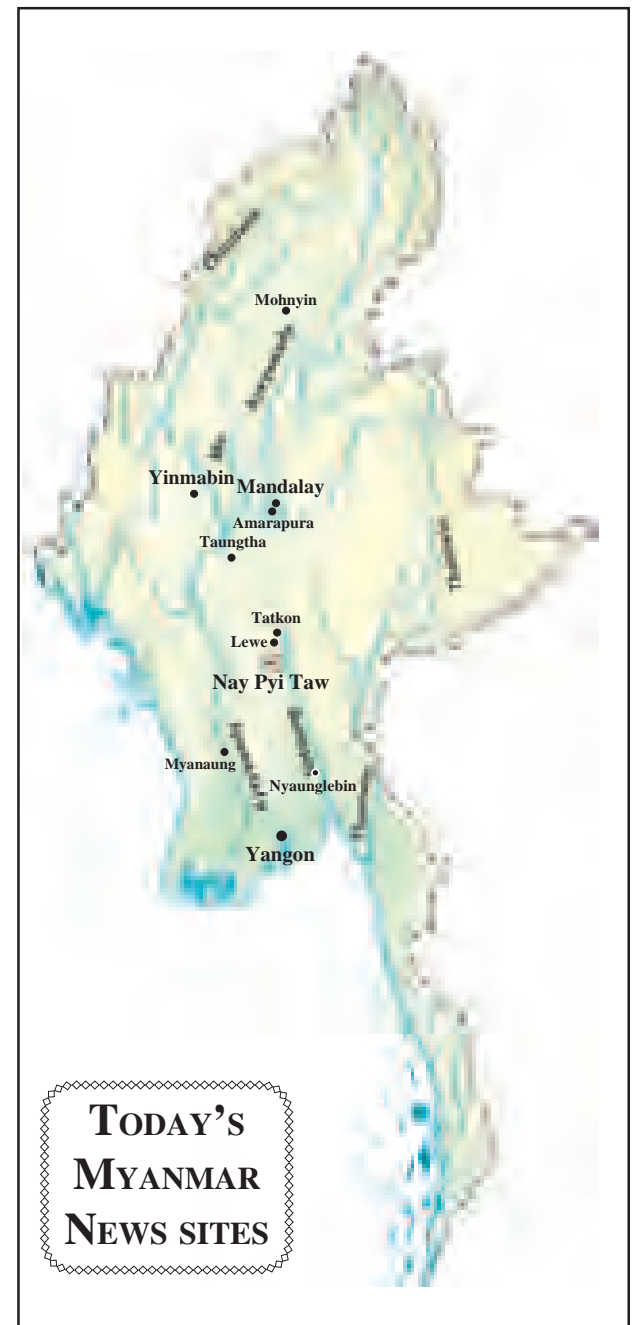 Mohnyin
Yinmabin
Mandalay
Amarapura
Taungtha
Tatkon
Lewe
Nay Pyi Taw
Myanaung
Nyaunglebin
Yangon
TODAY'S
MYANMAR
NEWS SITES